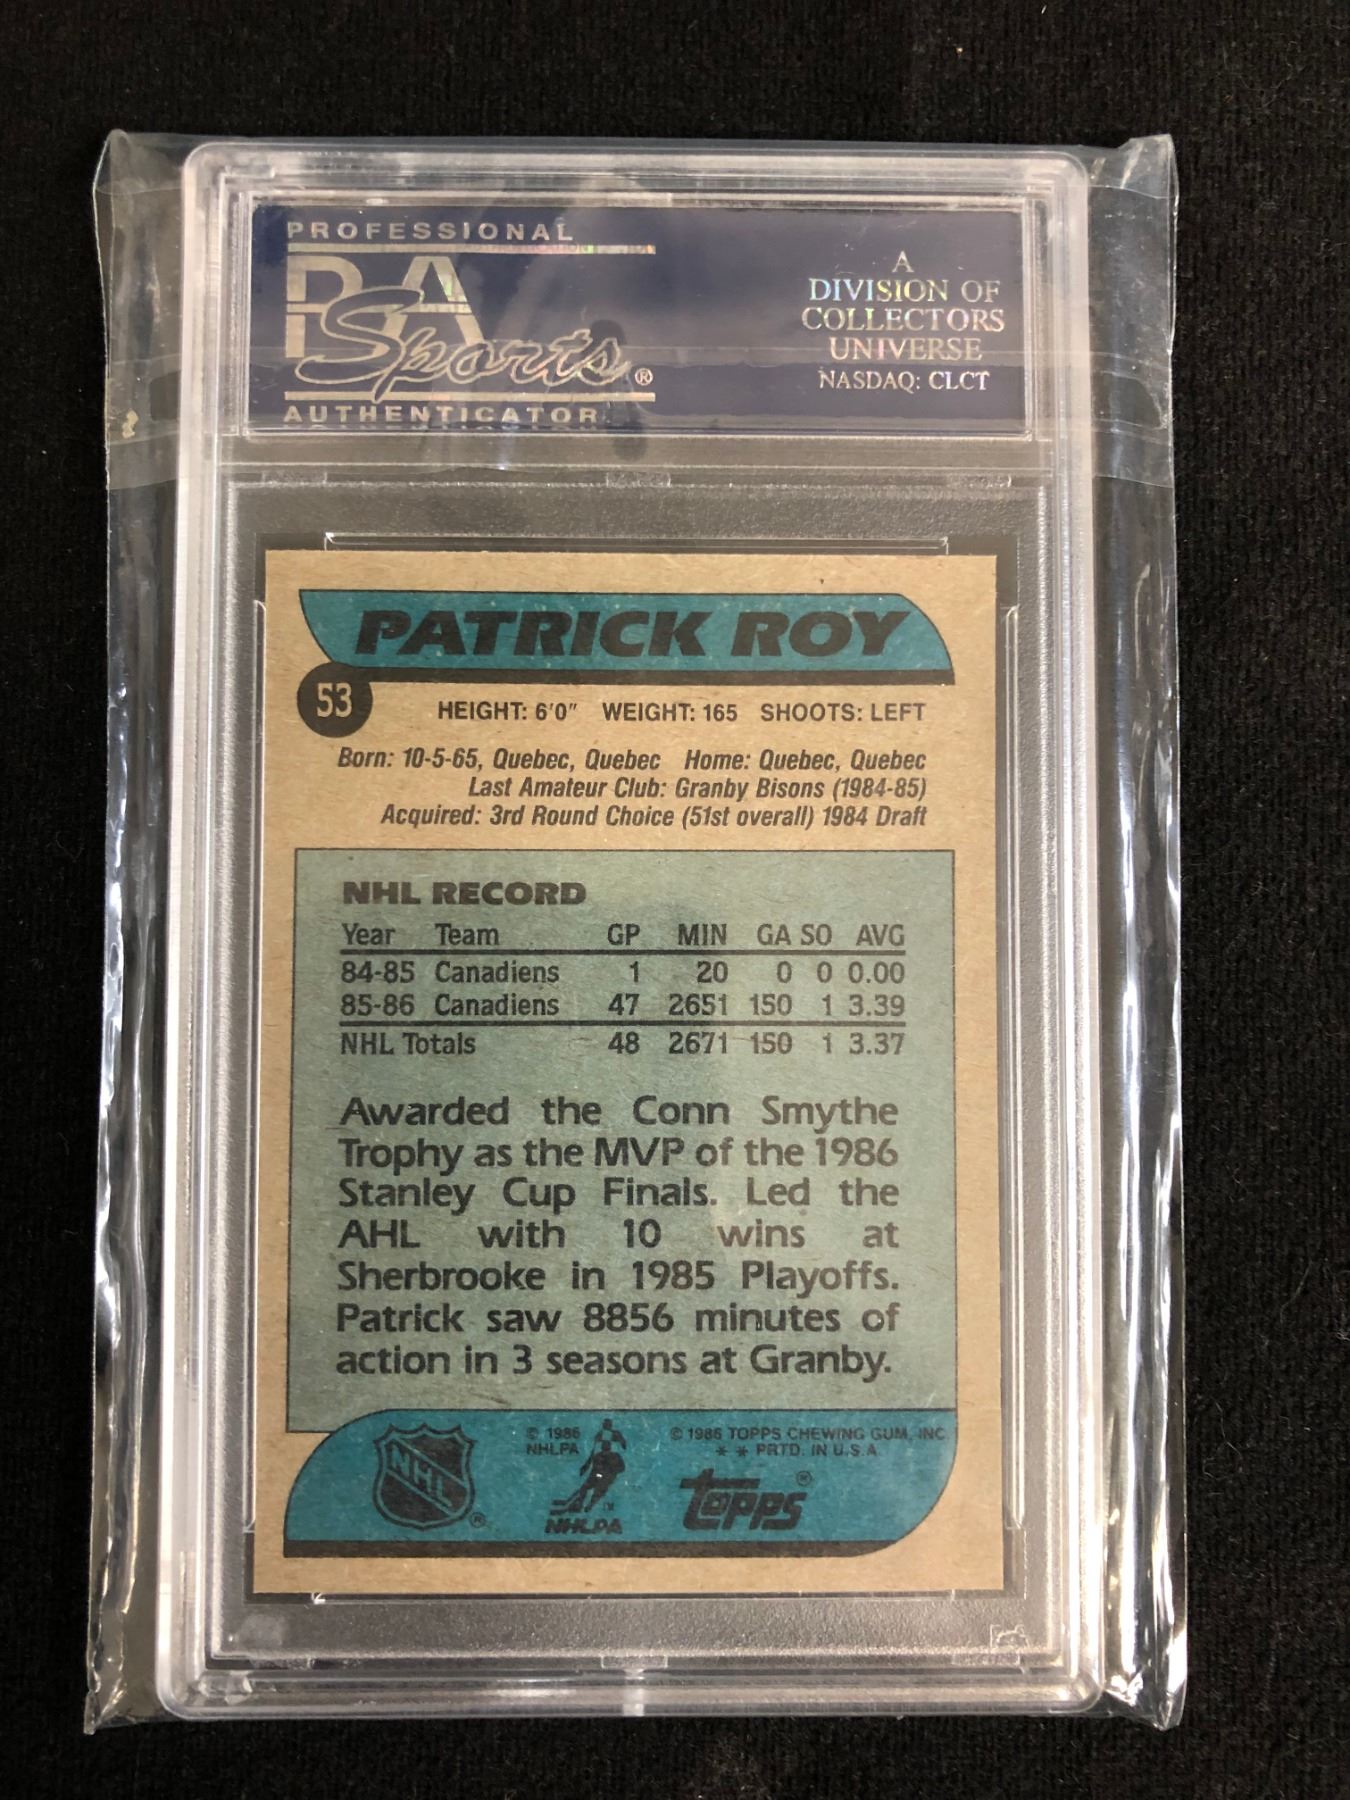 PROFESSIONAL
PSA
Sports®
AUTHENTICATOR
A
DIVISION OF
COLLECTORS
UNIVERSE
NASDAQ: CLCT
PATRICK ROY
53
HEIGHT: 6'0" WEIGHT: 165 SHOOTS: LEFT
Born: 10-5-65, Quebec, Quebec Home: Quebec, Quebec
Last Amateur Club: Granby Bisons (1984-85)
Acquired: 3rd Round Choice (51st overall) 1984 Draft
NHL RECORD
Year Team GP MIN GA SO AVG
84-85 Canadiens 1 20 0 0 0.00
85-86 Canadiens 47 2651 150 1 3.39
NHL Totals 48 2671 150 1 3.37
Awarded the Conn Smythe
Trophy as the MVP of the 1986
Stanley Cup Finals. Led the
AHL with 10 wins at
Sherbrooke in 1985 Playoffs.
Patrick saw 8856 minutes of
action in 3 seasons at Granby.
NHL ®
© 1986
NHLPA
™
NHLPA
© 1986 TOPPS CHEWING GUM, INC.
* * PRTD. IN U.S.A.
topps®